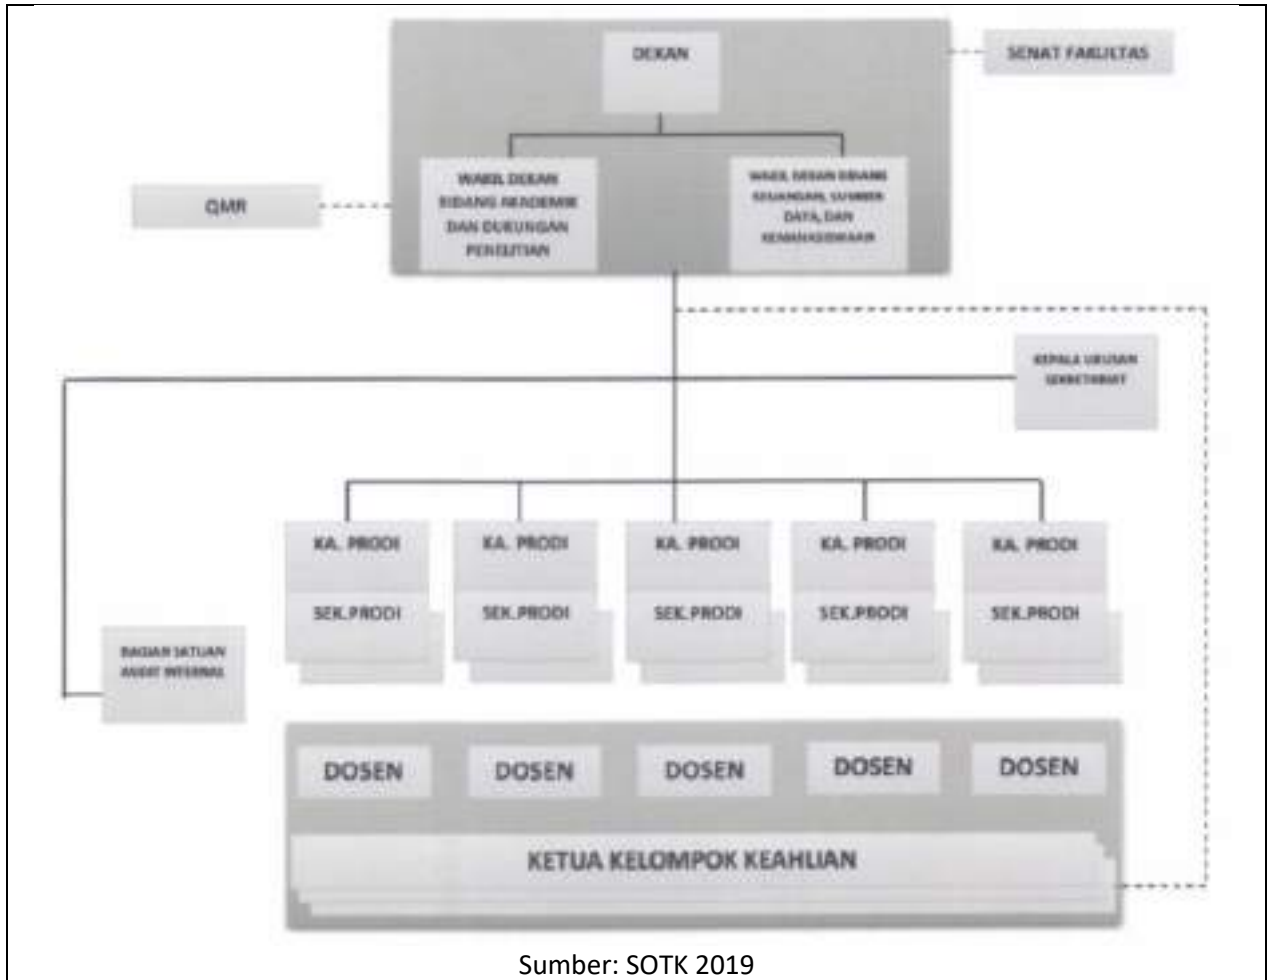 DEKAN
SENAT FAKULTAS
WAKIL DEKAN
BIDANG AKADEMIK
DAN DUKUNGAN
PENELITIAN
WAKIL DEKAN BIDANG
KEUANGAN, SUMBER
DAYA, DAN
KEMAHASISWAAN
QMR
KEPALA URUSAN
SEKRETARIAT
KA. PRODI
KA. PRODI
KA. PRODI
KA. PRODI
KA. PRODI
SEK.PRODI
SEK.PRODI
SEK.PRODI
SEK.PRODI
SEK.PRODI
BAGIAN SATUAN
AUDIT INTERNAL
DOSEN
DOSEN
DOSEN
DOSEN
DOSEN
KETUA KELOMPOK KEAHLIAN
Sumber: SOTK 2019